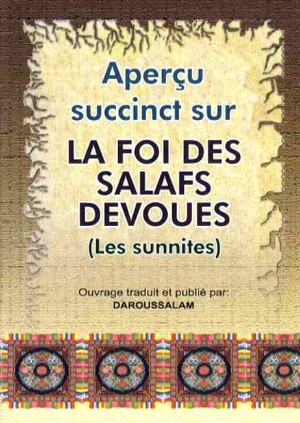 Aperçu
succinct sur
LA FOI DES
SALAFS
DEVOUES
(Les sunnites)
Ouvrage traduit et publié par:
DAROUSSALAM